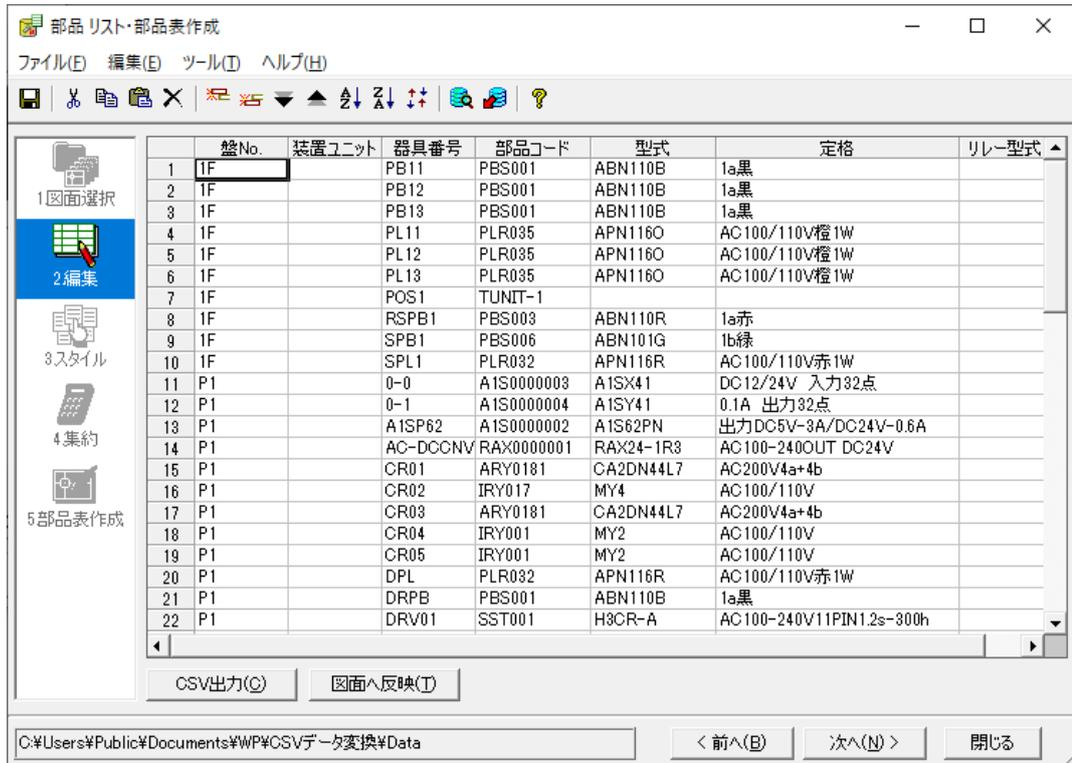 部品 リスト・部品表作成
ファイル(F) 編集(E) ツール(T) ヘルプ(H)
盤No. 装置ユニット 器具番号 部品コード 型式 定格 リレー型式
1 1F PB11 PBS001 ABN110B 1a黒
2 1F PB12 PBS001 ABN110B 1a黒
3 1F PB13 PBS001 ABN110B 1a黒
4 1F PL11 PLR035 APN116O AC100/110V橙1W
5 1F PL12 PLR035 APN116O AC100/110V橙1W
6 1F PL13 PLR035 APN116O AC100/110V橙1W
7 1F POS1 TUNIT-1
8 1F RSPB1 PBS003 ABN110R 1a赤
9 1F SPB1 PBS006 ABN101G 1b緑
10 1F SPL1 PLR032 APN116R AC100/110V赤1W
11 P1 0-0 A1S0000003 A1SX41 DC12/24V 入力32点
12 P1 0-1 A1S0000004 A1SY41 0.1A 出力32点
13 P1 A1SP62 A1S0000002 A1S62PN 出力DC5V-3A/DC24V-0.6A
14 P1 AC-DCCNV RAX0000001 RAX24-1R3 AC100-240OUT DC24V
15 P1 CR01 ARY0181 CA2DN44L7 AC200V4a+4b
16 P1 CR02 IRY017 MY4 AC100/110V
17 P1 CR03 ARY0181 CA2DN44L7 AC200V4a+4b
18 P1 CR04 IRY001 MY2 AC100/110V
19 P1 CR05 IRY001 MY2 AC100/110V
20 P1 DPL PLR032 APN116R AC100/110V赤1W
21 P1 DRPB PBS001 ABN110B 1a黒
22 P1 DRV01 SST001 H3CR-A AC100-240V11PIN1.2s-300h
1図面選択
2編集
3.スタイル
4.集約
5部品表作成
CSV出力(C) 図面へ反映(T)
C:¥Users¥Public¥Documents¥WP¥CSVデータ変換¥Data
< 前へ(B) 次へ(N) > 閉じる